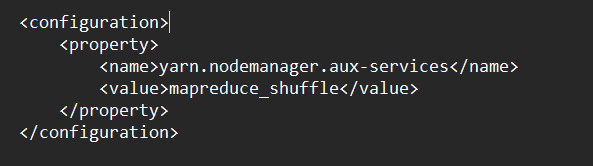 <configuration>
<property>
<name>yarn.nodemanager.aux-services</name>
<value>mapreduce_shuffle</value>
</property>
</configuration>